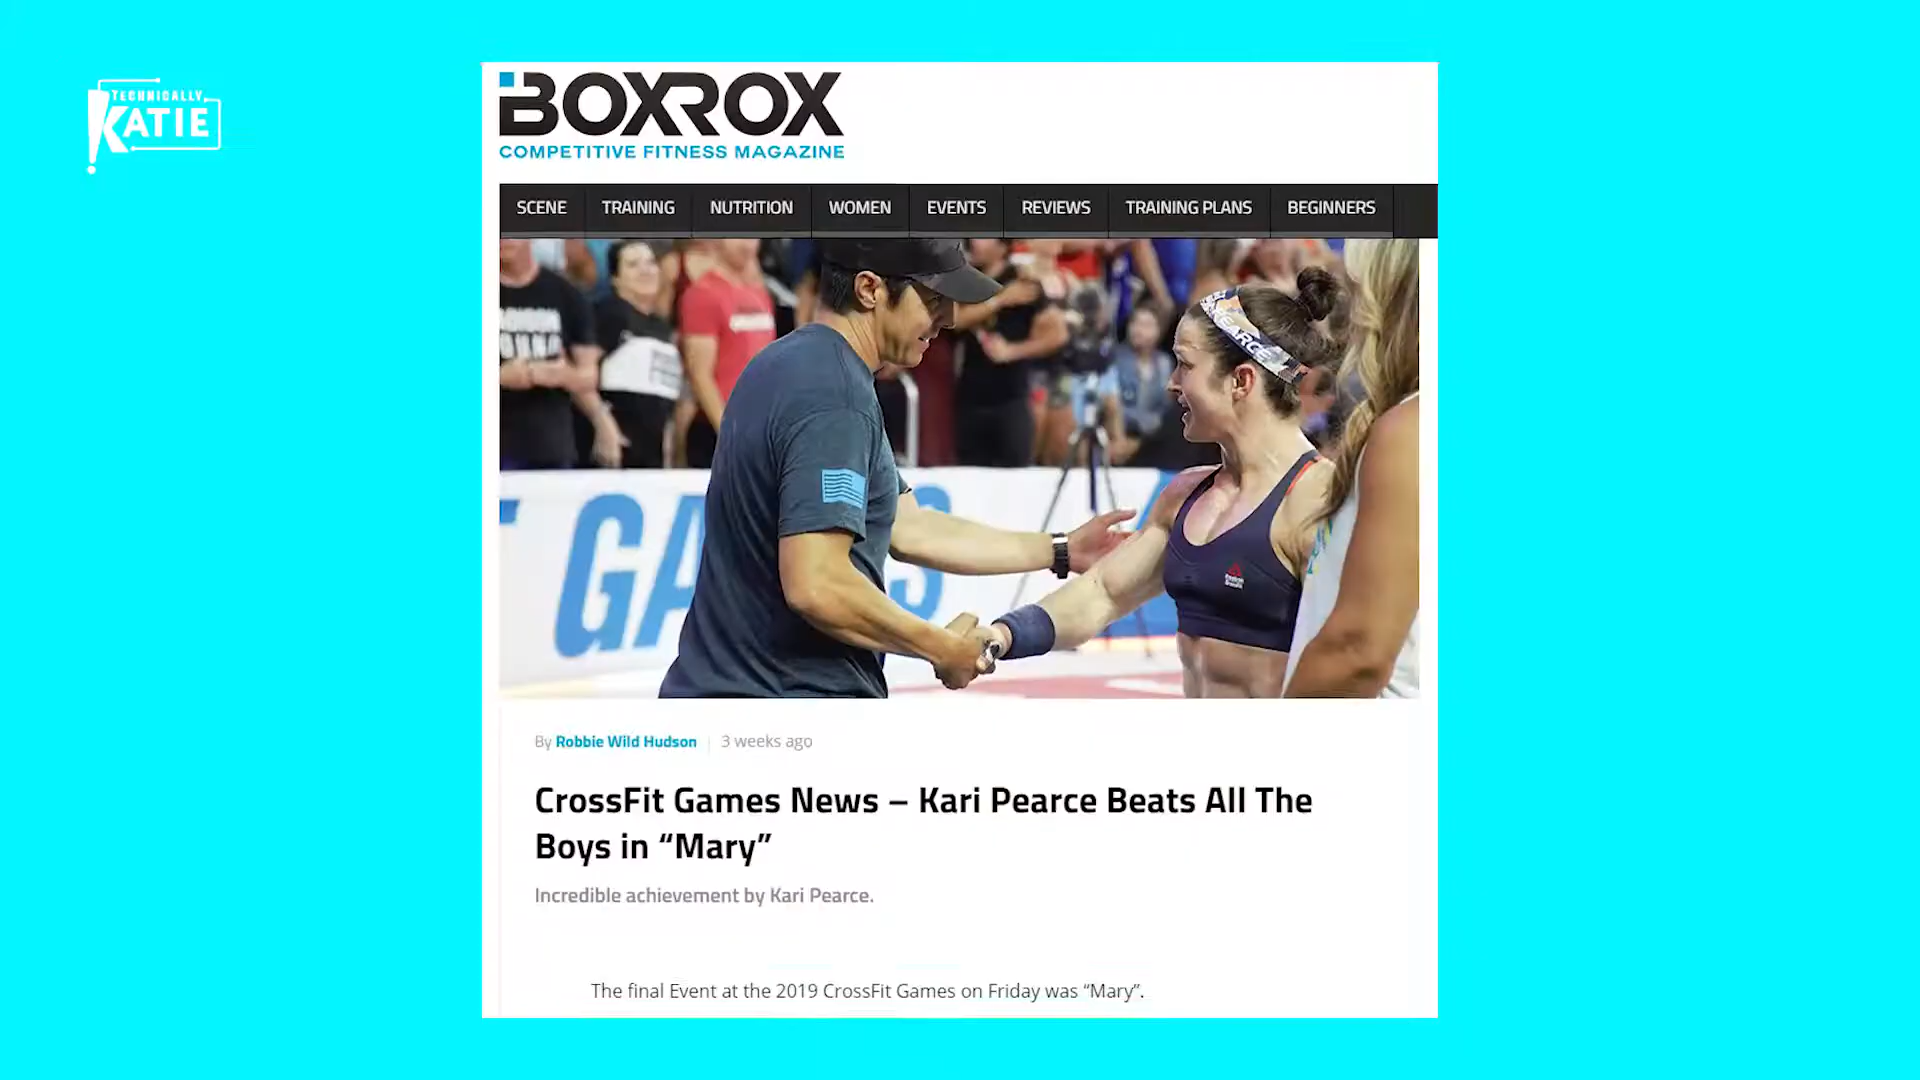 TECHNICALLY
KATIE
BOXROX
COMPETITIVE FITNESS MAGAZINE
SCENE TRAINING NUTRITION WOMEN EVENTS REVIEWS TRAINING PLANS BEGINNERS
PEARCE
GA S
By Robbie Wild Hudson 3 weeks ago
CrossFit Games News – Kari Pearce Beats All The
Boys in “Mary”
Incredible achievement by Kari Pearce.
The final Event at the 2019 CrossFit Games on Friday was “Mary”.